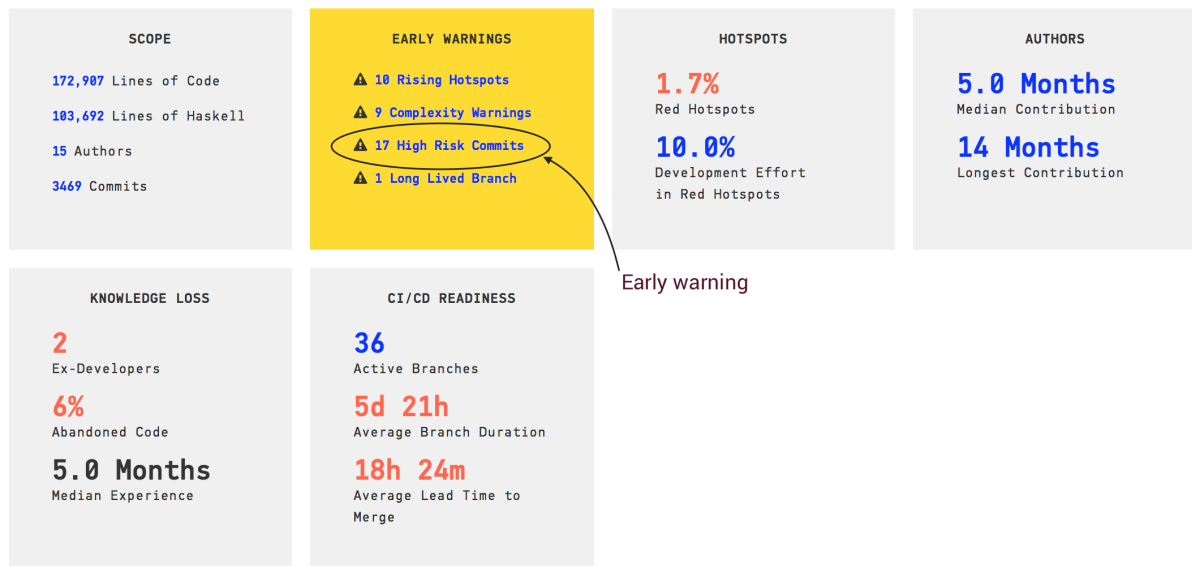 SCOPE
172,907 Lines of Code
103,692 Lines of Haskell
15 Authors
3469 Commits
EARLY WARNINGS
10 Rising Hotspots
9 Complexity Warnings
17 High Risk Commits
1 Long Lived Branch
HOTSPOTS
1.7%
Red Hotspots
10.0%
Development Effort
in Red Hotspots
AUTHORS
5.0 Months
Median Contribution
14 Months
Longest Contribution
Early warning
KNOWLEDGE LOSS
2
Ex-Developers
6%
Abandoned Code
5.0 Months
Median Experience
CI/CD READINESS
36
Active Branches
5d 21h
Average Branch Duration
18h 24m
Average Lead Time to
Merge